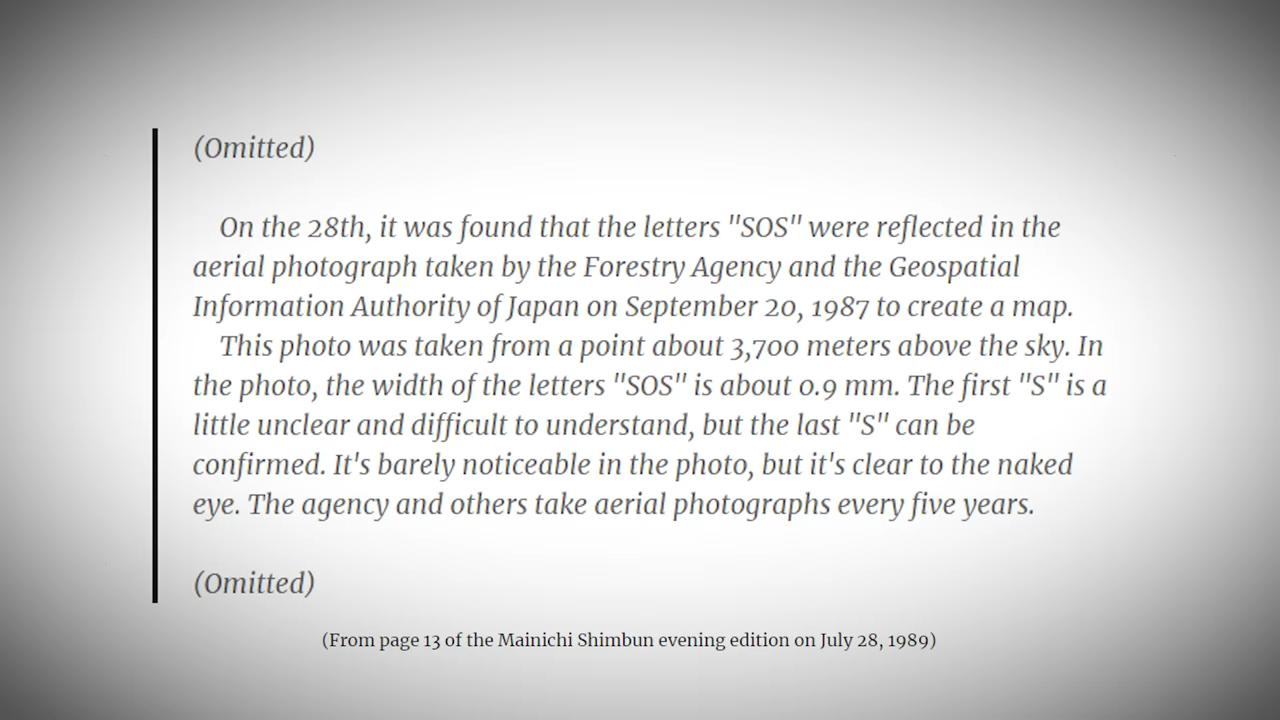 (Omitted)
On the 28th, it was found that the letters "SOS" were reflected in the
aerial photograph taken by the Forestry Agency and the Geospatial
Information Authority of Japan on September 20, 1987 to create a map.
This photo was taken from a point about 3,700 meters above the sky. In
the photo, the width of the letters "SOS" is about 0.9 mm. The first "S" is a
little unclear and difficult to understand, but the last "S" can be
confirmed. It's barely noticeable in the photo, but it's clear to the naked
eye. The agency and others take aerial photographs every five years.
(Omitted)
(From page 13 of the Mainichi Shimbun evening edition on July 28, 1989)